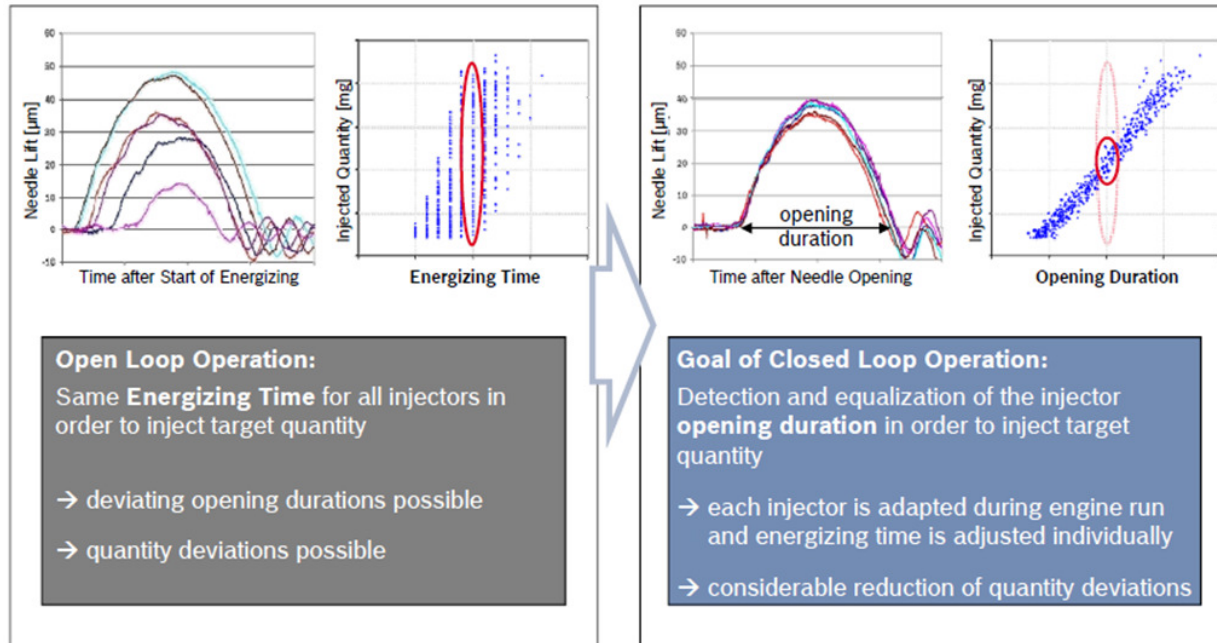 60
50
40
30
20
10
0
-10
Needle Lift [µm]
Time after Start of Energizing
Injected Quantity [mg]
Energizing Time
60
50
40
30
20
10
0
-10
Needle Lift [µm]
opening
duration
Time after Needle Opening
Injected Quantity [mg]
Opening Duration
Open Loop Operation:
Same Energizing Time for all injectors in
order to inject target quantity
→ deviating opening durations possible
→ quantity deviations possible
Goal of Closed Loop Operation:
Detection and equalization of the injector
opening duration in order to inject target
quantity
→ each injector is adapted during engine run
and energizing time is adjusted individually
→ considerable reduction of quantity deviations